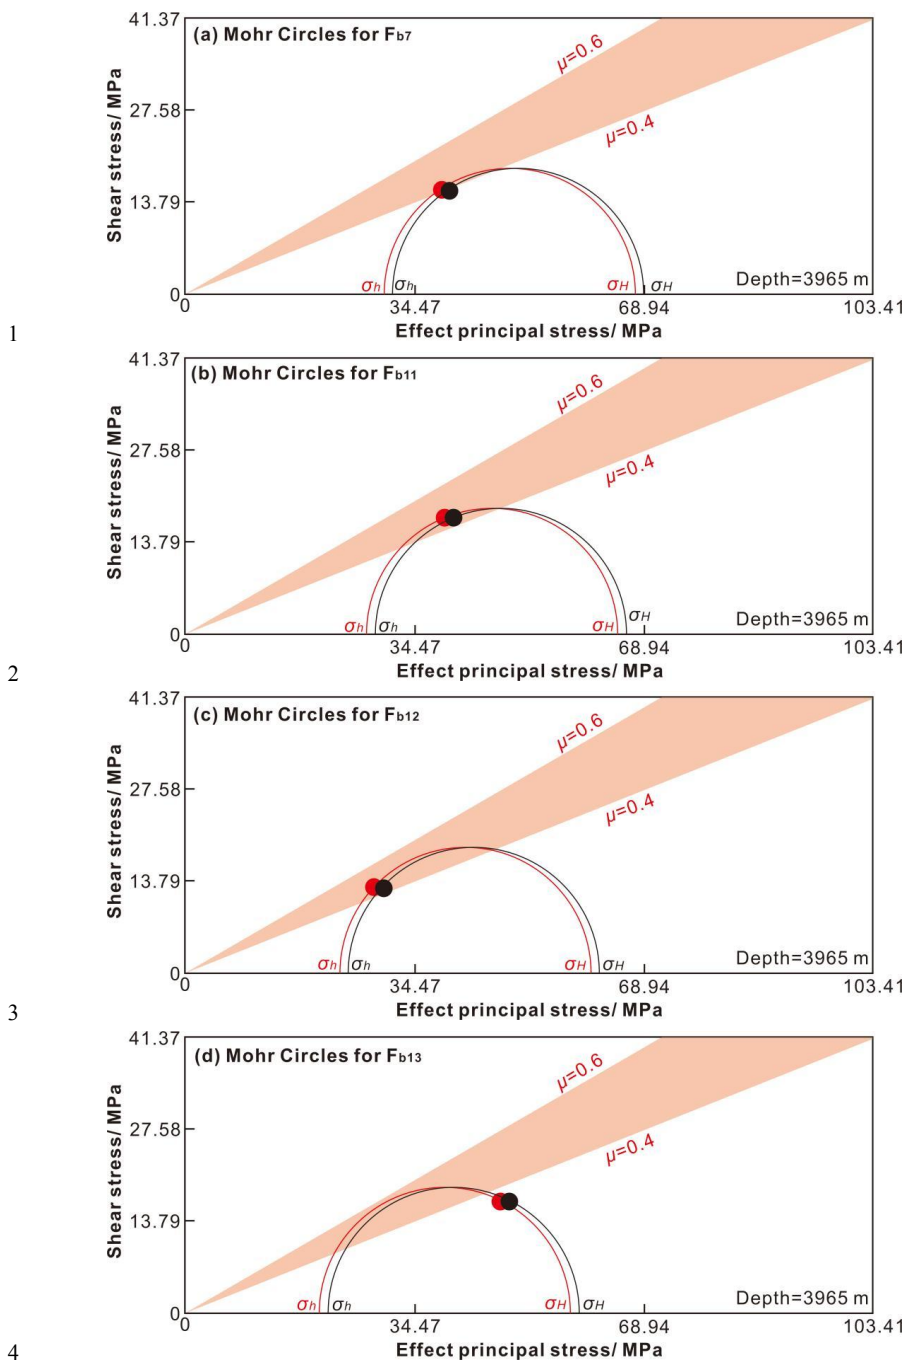 41.37
(a) Mohr Circles for Fb7
μ=0.6
27.58
μ=0.4
Shear stress/ MPa
13.79
σh
σh
σH
σH
Depth=3965 m
0
0
34.47
68.94
103.41
Effect principal stress/ MPa
1
41.37
(b) Mohr Circles for Fb11
μ=0.6
27.58
μ=0.4
Shear stress/ MPa
13.79
σh
σh
σH
σH
Depth=3965 m
0
0
34.47
68.94
103.41
Effect principal stress/ MPa
2
41.37
(c) Mohr Circles for Fb12
μ=0.6
27.58
μ=0.4
Shear stress/ MPa
13.79
σh
σh
σH
σH
Depth=3965 m
0
0
34.47
68.94
103.41
Effect principal stress/ MPa
3
41.37
(d) Mohr Circles for Fb13
μ=0.6
27.58
μ=0.4
Shear stress/ MPa
13.79
σh
σh
σH
σH
Depth=3965 m
0
0
34.47
68.94
103.41
Effect principal stress/ MPa
4